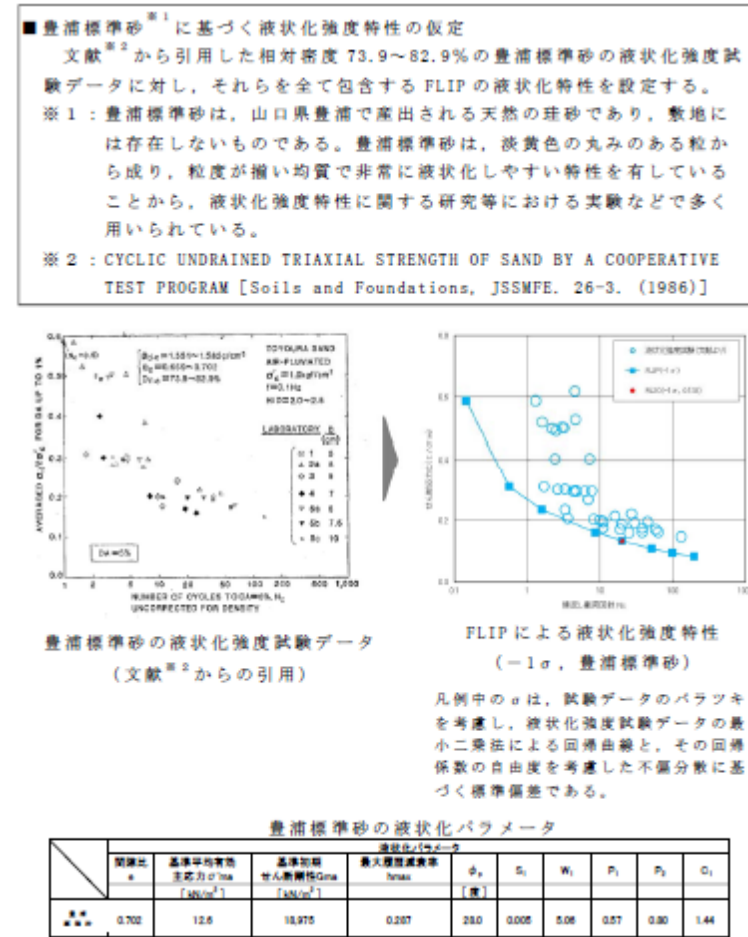 ■豊浦標準砂※1に基づく液状化強度特性の仮定
文献※2から引用した相対密度 73.9～82.9%の豊浦標準砂の液状化強度試
験データに対し，それらを全て包含する FLIP の液状化特性を設定する。
※1：豊浦標準砂は，山口県豊浦で産出される天然の珪砂であり，敷地に
は存在しないものである。豊浦標準砂は，淡黄色の丸みのある粒か
ら成り，粒度が揃い均質で非常に液状化しやすい特性を有している
ことから，液状化強度特性に関する研究等における実験などで多く
用いられている。
※2：CYCLIC UNDRAINED TRIAXIAL STRENGTH OF SAND BY A COOPERATIVE
TEST PROGRAM [Soils and Foundations, JSSMFE. 26-3. (1986)]
TOYOURA SAND
AIR-PLUVIATED
LABORATORY
DA=5%
NUMBER OF CYCLES TO DA=5%, Nc
UNCORRECTED FOR DENSITY
豊浦標準砂の液状化強度試験データ
（文献※2からの引用）
FLIP による液状化強度特性
（－1σ，豊浦標準砂）
凡例中のσは，試験データのバラツキ
を考慮し，液状化強度試験データの最
小二乗法による回帰曲線と，その回帰
係数の自由度を考慮した不偏分散に基
づく標準偏差である。
豊浦標準砂の液状化パラメータ
液状化パラメータ
間隙比 e 基準平均有効主応力σ'ma [kN/m²] 基準初期せん断剛性Gma [kN/m²] 最大履歴減衰率 hmax φp [度] S1 W1 P1 P2 C1
0.702 12.6 18,975 0.287 28.0 0.005 5.06 0.57 0.80 1.44